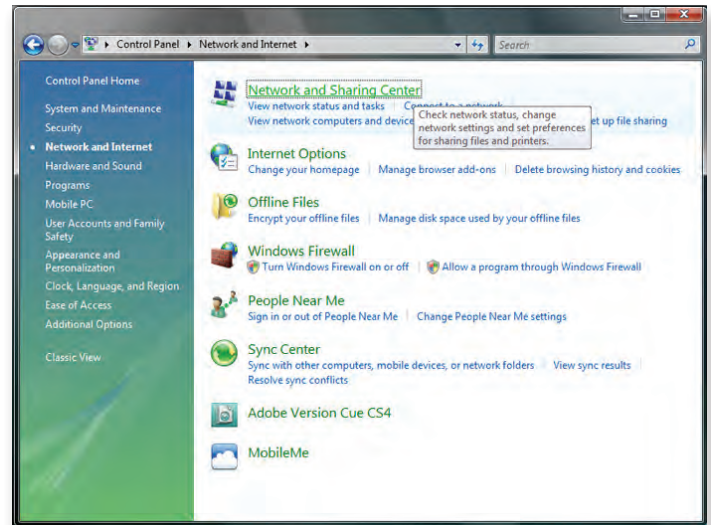 Control Panel ▸ Network and Internet ▸
Search
Control Panel Home
System and Maintenance
Security
Network and Internet
Hardware and Sound
Programs
Mobile PC
User Accounts and Family
Safety
Appearance and
Personalization
Clock, Language, and Region
Ease of Access
Additional Options
Classic View
Network and Sharing Center
View network status and tasks
View network computers and
Check network status, change
network settings and set preferences
for sharing files and printers.
et up file sharing
Internet Options
Change your homepage Manage browser add-ons Delete browsing history and cookies
Offline Files
Encrypt your offline files Manage disk space used by your offline files
Windows Firewall
Turn Windows Firewall on or off Allow a program through Windows Firewall
People Near Me
Sign in or out of People Near Me Change People Near Me settings
Sync Center
Sync with other computers, mobile devices, or network folders View sync results
Resolve sync conflicts
Adobe Version Cue CS4
MobileMe